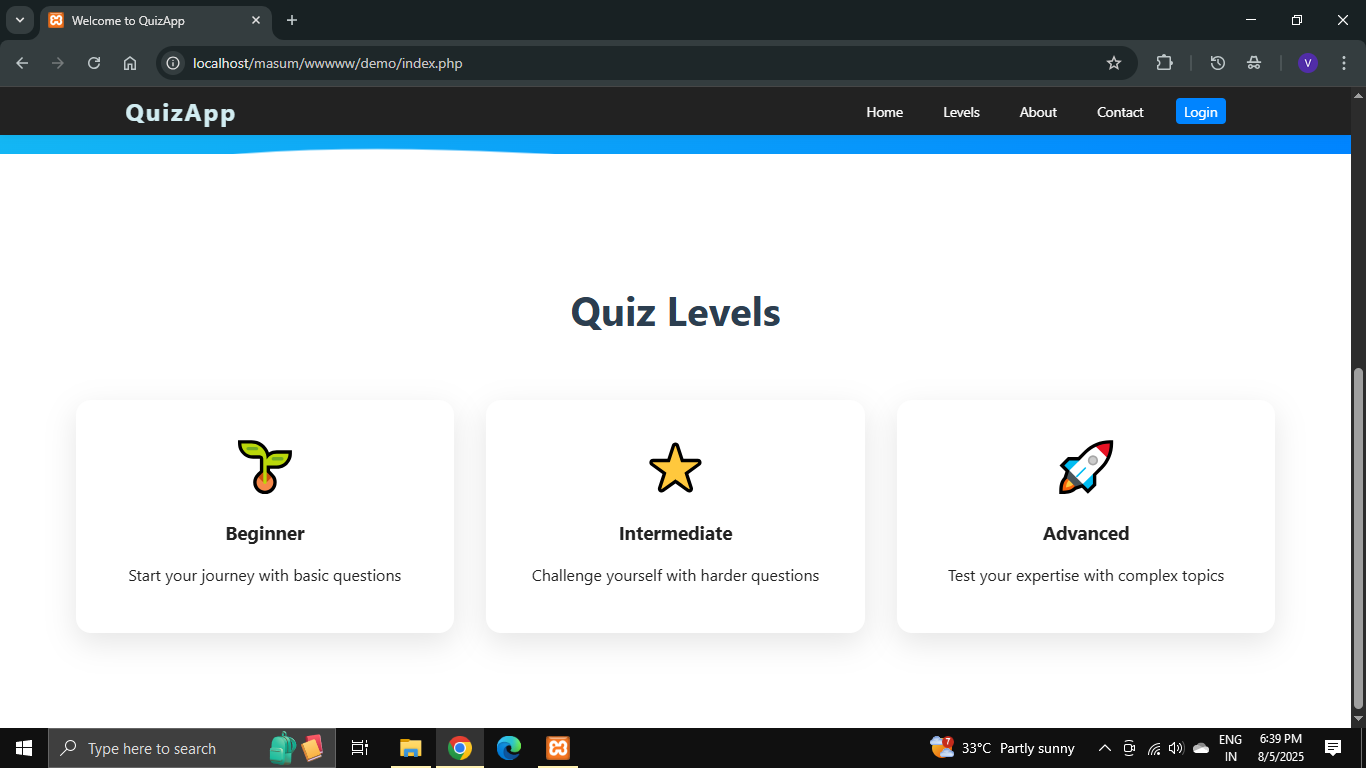 Welcome to QuizApp
localhost/masum/wwwww/demo/index.php
V
QuizApp
Home Levels About Contact Login
Quiz Levels
Beginner
Start your journey with basic questions
Intermediate
Challenge yourself with harder questions
Advanced
Test your expertise with complex topics
Type here to search
7
33°C Partly sunny
ENG
IN
6:39 PM
8/5/2025